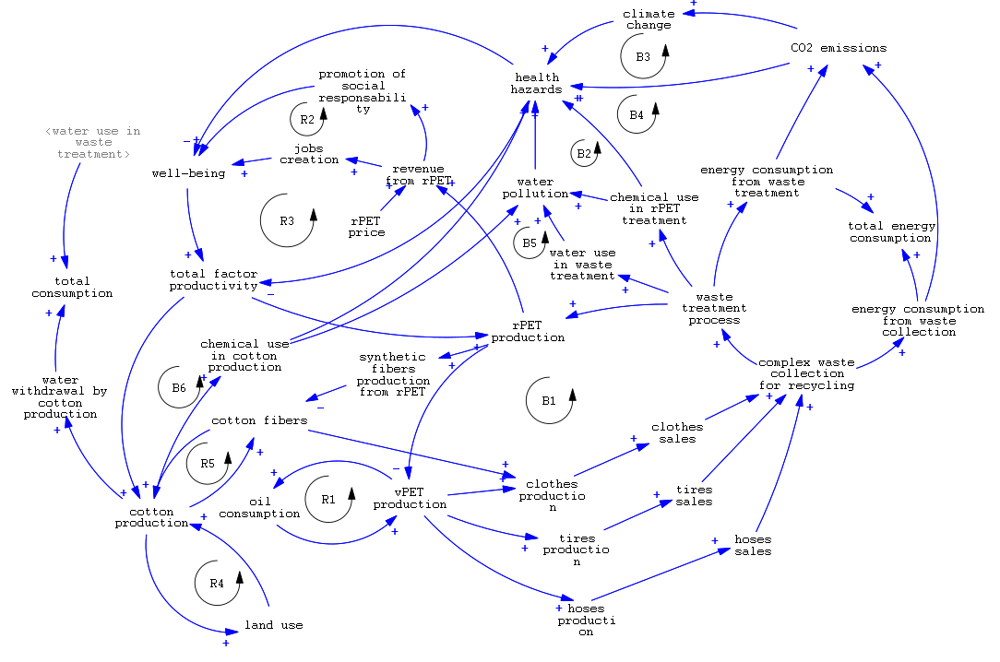 climate
change
CO2 emissions
B3
health
hazards
promotion of
social
responsabili
ty
B4
R2
<water use in
waste
treatment>
jobs
creation
B2
well-being
revenue
from rPET
water
pollution
energy consumption
from waste
treatment
chemical use
in rPET
treatment
R3
rPET
price
total energy
consumption
B5
water use
in waste
treatment
total
consumption
total factor
productivity
waste
treatment
process
energy consumption
from waste
collection
rPET
production
chemical use
in cotton
production
synthetic
fibers
production
from rPET
complex waste
collection
for recycling
water
withdrawal by
cotton
production
B6
B1
cotton fibers
clothes
sales
R5
clothes
productio
n
tires
sales
vPET
production
R1
oil
consumption
cotton
production
tires
productio
n
hoses
sales
R4
hoses
producti
on
land use